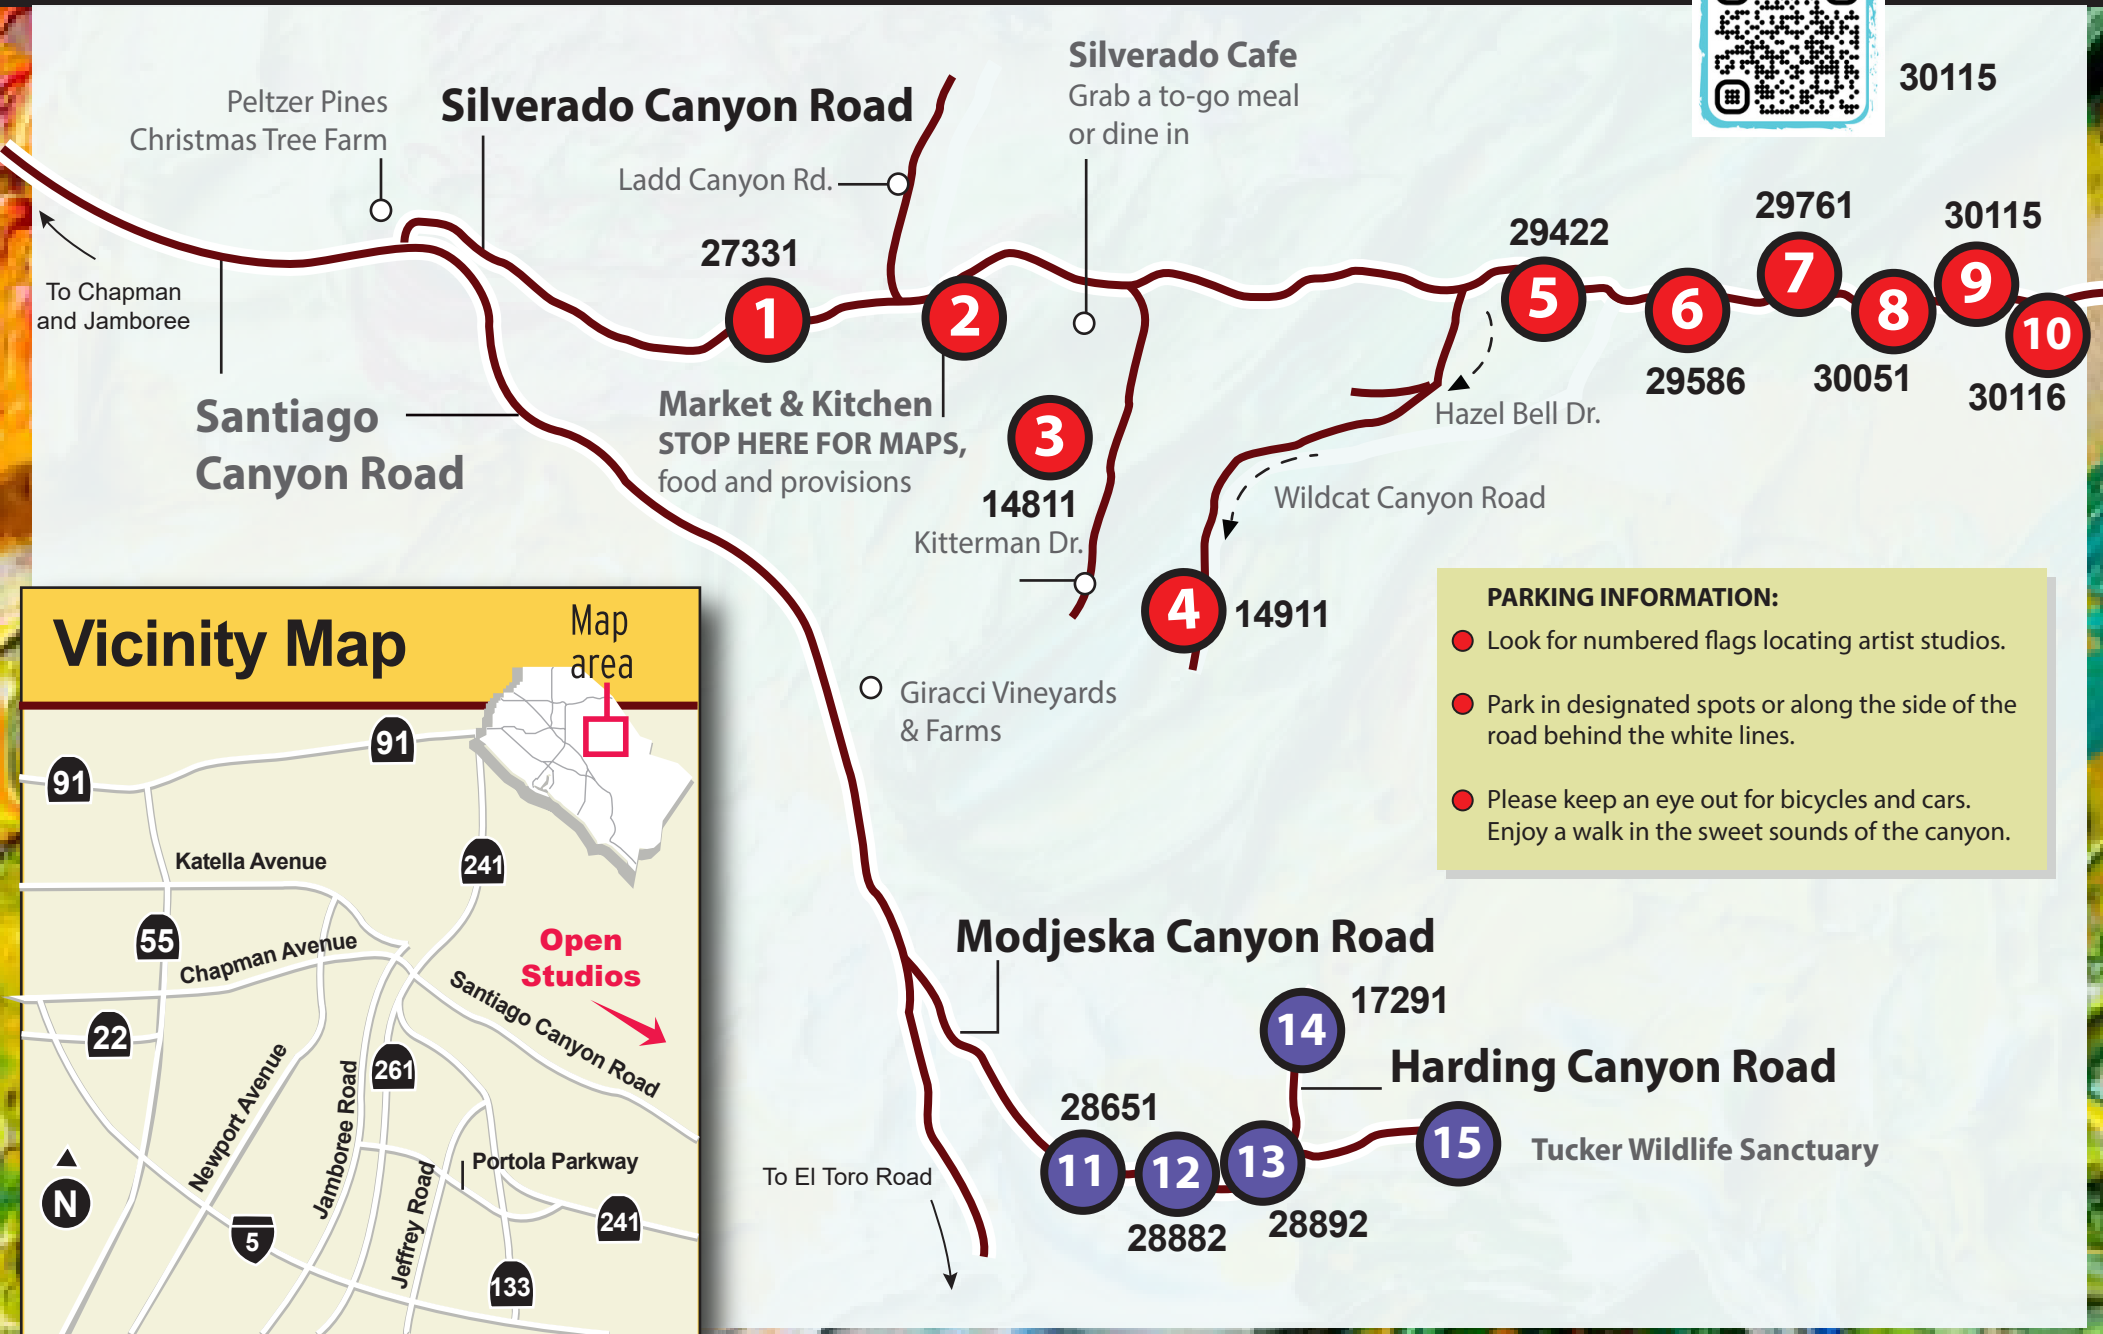 30115
Silverado Cafe
Grab a to-go meal
or dine in
Peltzer Pines
Christmas Tree Farm
Silverado Canyon Road
Ladd Canyon Rd.
To Chapman
and Jamboree
27331
1
2
29422
5
6
29586
29761
7
8
30051
30115
9
10
30116
Santiago
Canyon Road
Market & Kitchen
STOP HERE FOR MAPS,
food and provisions
3
14811
Kitterman Dr.
Hazel Bell Dr.
Wildcat Canyon Road
4
14911
Giracci Vineyards
& Farms
PARKING INFORMATION:
Look for numbered flags locating artist studios.
Park in designated spots or along the side of the
road behind the white lines.
Please keep an eye out for bicycles and cars.
Enjoy a walk in the sweet sounds of the canyon.
Modjeska Canyon Road
14
17291
Harding Canyon Road
28651
11
12
28882
13
28892
15
Tucker Wildlife Sanctuary
To El Toro Road
Vicinity Map
Map
area
91
91
241
Katella Avenue
55
Chapman Avenue
Open
Studios
Santiago Canyon Road
22
261
Newport Avenue
Jamboree Road
Jeffrey Road
Portola Parkway
N
5
241
133